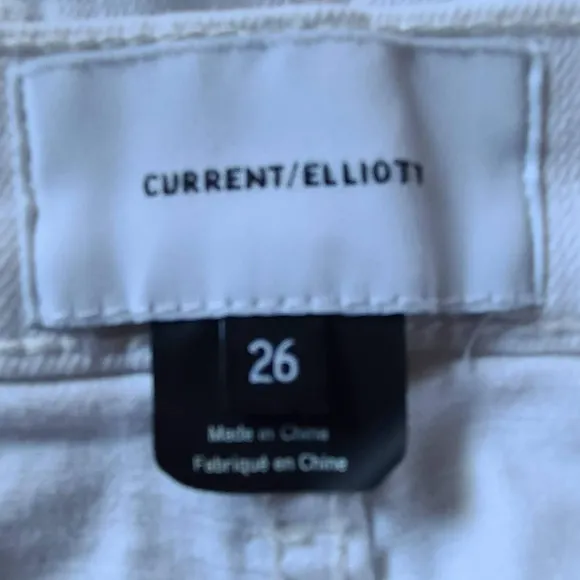 CURRENT/ELLIOTT
26
Made in China
Fabriqué en Chine